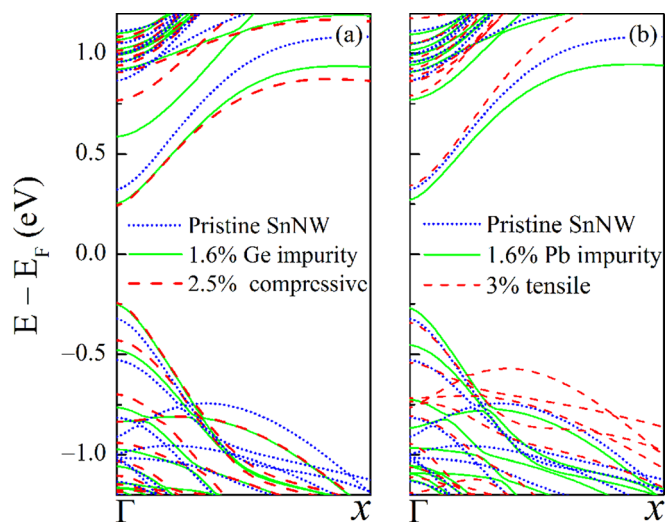 (a)
(b)
1.0
0.5
0.0
−0.5
−1.0
E − E_F (eV)
Pristine SnNW
1.6% Ge impurity
2.5% compressive
Pristine SnNW
1.6% Pb impurity
3% tensile
Γ
x
Γ
x